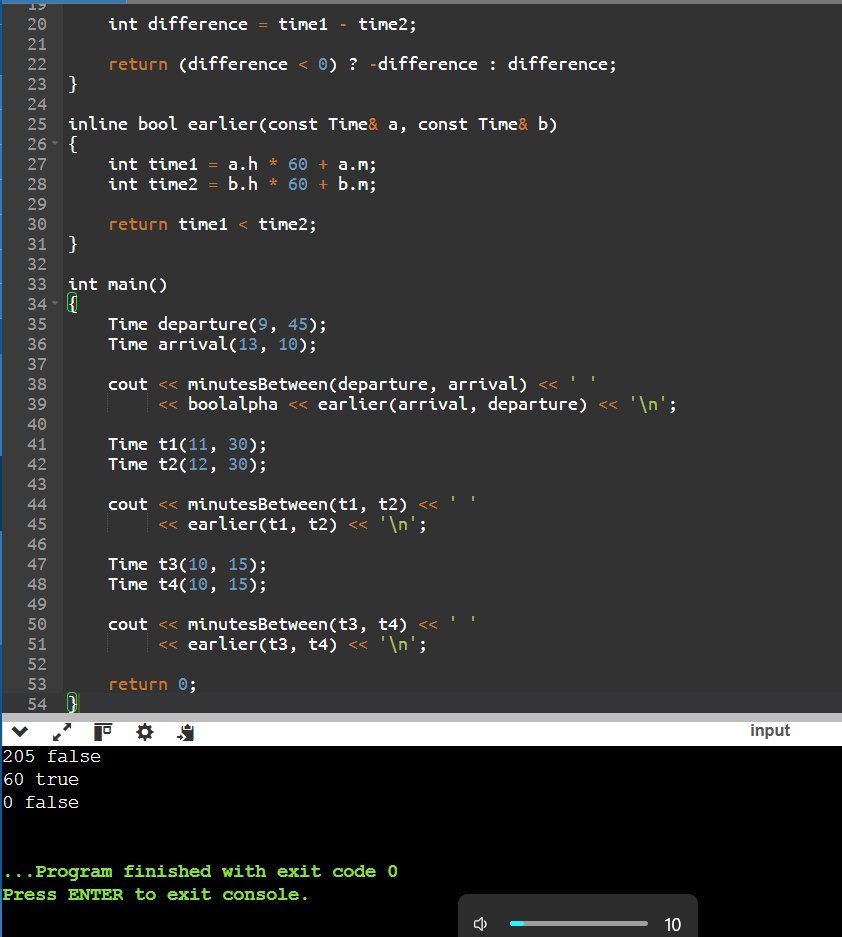 19
20 int difference = time1 - time2;
21
22 return (difference < 0) ? -difference : difference;
23 }
24
25 inline bool earlier(const Time& a, const Time& b)
26 {
27 int time1 = a.h * 60 + a.m;
28 int time2 = b.h * 60 + b.m;
29
30 return time1 < time2;
31 }
32
33 int main()
34 {
35 Time departure(9, 45);
36 Time arrival(13, 10);
37
38 cout << minutesBetween(departure, arrival) << ' '
39 << boolalpha << earlier(arrival, departure) << '\n';
40
41 Time t1(11, 30);
42 Time t2(12, 30);
43
44 cout << minutesBetween(t1, t2) << ' '
45 << earlier(t1, t2) << '\n';
46
47 Time t3(10, 15);
48 Time t4(10, 15);
49
50 cout << minutesBetween(t3, t4) << ' '
51 << earlier(t3, t4) << '\n';
52
53 return 0;
54 }
input
205 false
60 true
0 false
...Program finished with exit code 0
Press ENTER to exit console.
10